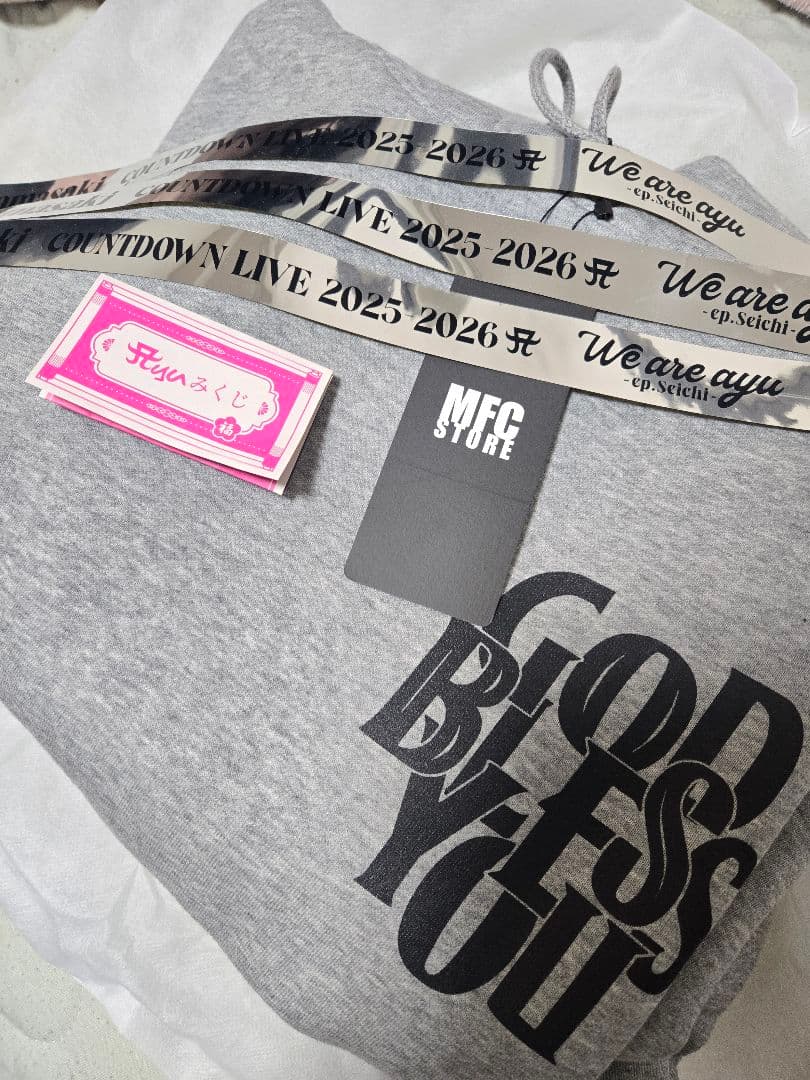 COUNTDOWN LIVE 2025-2026 A We are ayu
-ep.Seichi-
asaki COUNTDOWN LIVE 2025-2026 A We are a
-ep.Seichi-
ki COUNTDOWN LIVE 2025-2026 A We are ayu
-ep.Seichi-
Ayuみくじ
福
MFC
STORE
GOD
BLESS
YOU